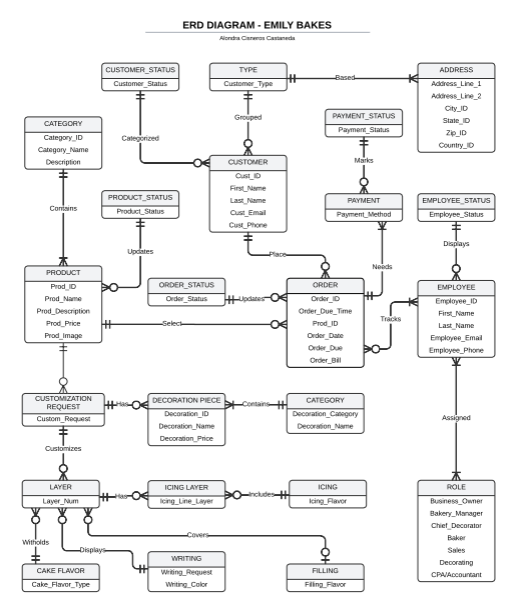 ERD DIAGRAM - EMILY BAKES
Alondra Cisneros Castaneda
CUSTOMER_STATUS
Customer_Status
TYPE
Customer_Type
Based
ADDRESS
Address_Line_1
Address_Line_2
City_ID
State_ID
Zip_ID
Country_ID
CATEGORY
Category_ID
Category_Name
Description
Categorized
Grouped
PAYMENT_STATUS
Payment_Status
Marks
CUSTOMER
Cust_ID
First_Name
Last_Name
Cust_Email
Cust_Phone
Contains
PRODUCT_STATUS
Product_Status
Updates
PAYMENT
Payment_Method
EMPLOYEE_STATUS
Employee_Status
Displays
Place
Needs
PRODUCT
Prod_ID
Prod_Name
Prod_Description
Prod_Price
Prod_Image
ORDER_STATUS
Order_Status
Updates
Select
ORDER
Order_ID
Order_Due_Time
Prod_ID
Order_Date
Order_Due
Order_Bill
Tracks
EMPLOYEE
Employee_ID
First_Name
Last_Name
Employee_Email
Employee_Phone
CUSTOMIZATION
REQUEST
Custom_Request
Has
DECORATION PIECE
Decoration_ID
Decoration_Name
Decoration_Price
Contains
CATEGORY
Decoration_Category
Decoration_Name
Assigned
Customizes
LAYER
Layer_Num
Has
ICING LAYER
Icing_Line_Layer
Includes
ICING
Icing_Flavor
ROLE
Business_Owner
Bakery_Manager
Chief_Decorator
Baker
Sales
Decorator
CPA/Accountant
Witholds
Displays
Covers
CAKE FLAVOR
Cake_Flavor_Type
WRITING
Writing_Request
Writing_Color
FILLING
Filling_Flavor